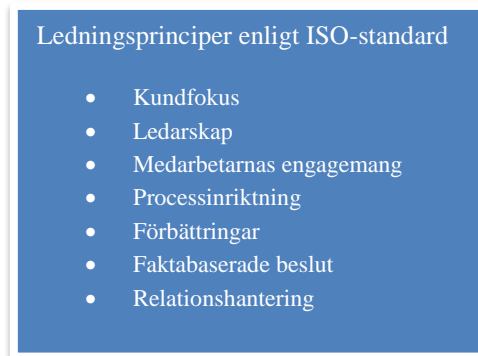 Ledningsprinciper enligt ISO-standard
• Kundfokus
• Ledarskap
• Medarbetarnas engagemang
• Processinriktning
• Förbättringar
• Faktabaserade beslut
• Relationshantering